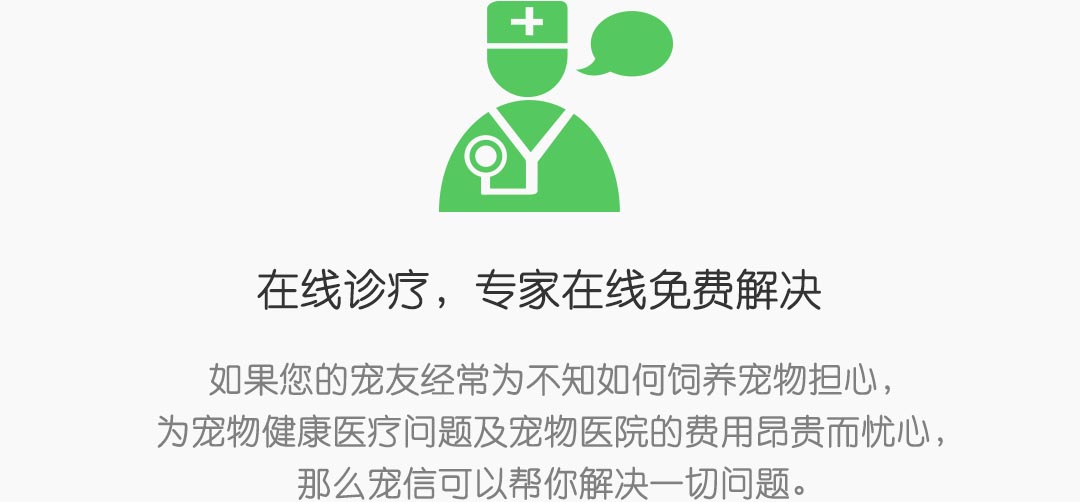 在线诊疗，专家在线免费解决
如果您的宠友经常为不知如何饲养宠物担心，
为宠物健康医疗问题及宠物医院的费用昂贵而忧心，
那么宠信可以帮你解决一切问题。